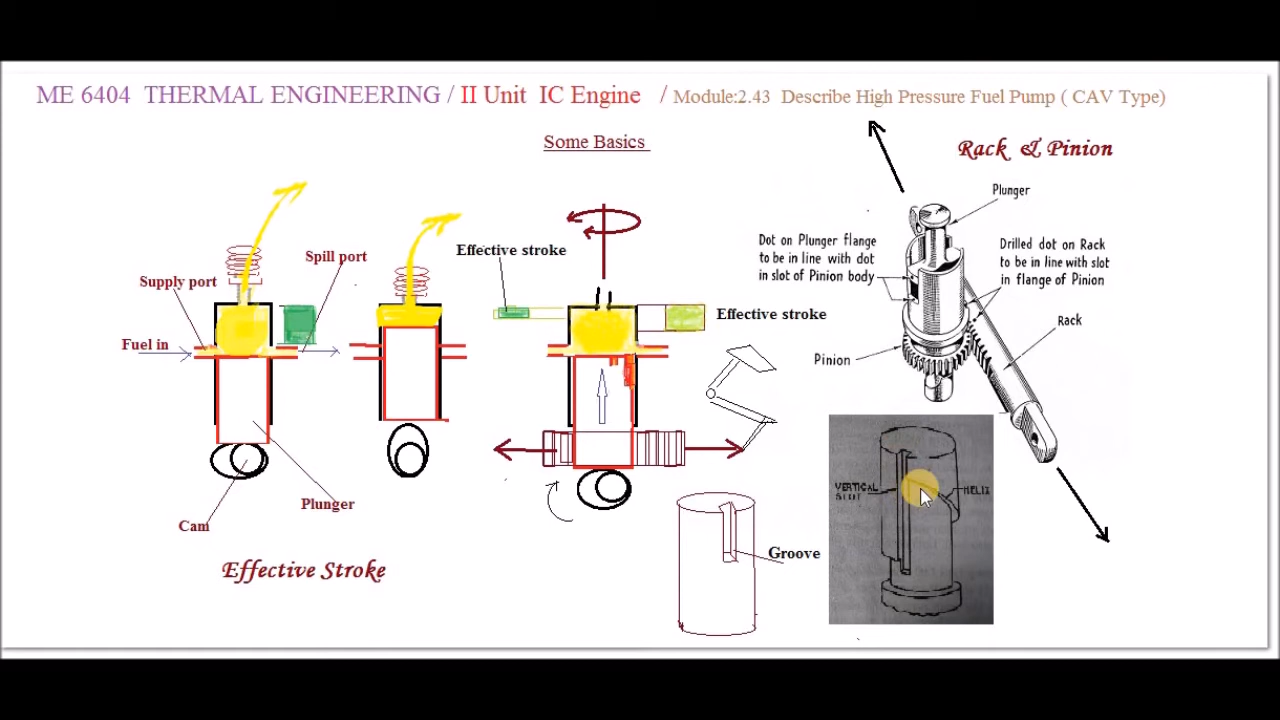 ME 6404 THERMAL ENGINEERING / II Unit IC Engine / Module:2.43 Describe High Pressure Fuel Pump ( CAV Type)
Some Basics
Rack & Pinion
Supply port
Spill port
Fuel in
Plunger
Cam
Effective Stroke
Effective stroke
Effective stroke
Groove
Plunger
Dot on Plunger flange
to be in line with dot
in slot of Pinion body
Drilled dot on Rack
to be in line with slot
in flange of Pinion
Rack
Pinion
VERTICAL
SLOT
HELIX